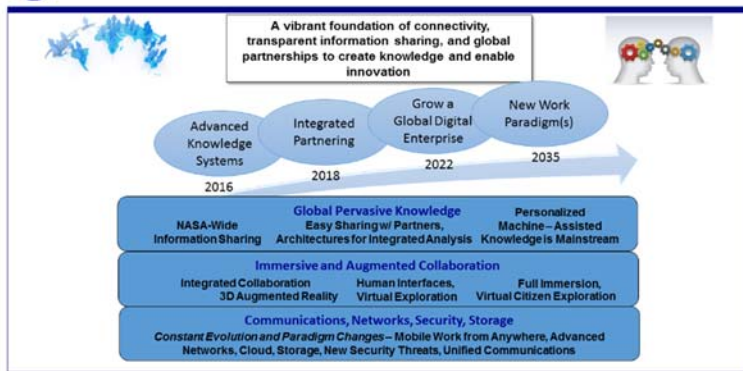 A vibrant foundation of connectivity,
transparent information sharing, and global
partnerships to create knowledge and enable
innovation
Advanced
Knowledge
Systems
2016
Integrated
Partnering
2018
Grow a
Global Digital
Enterprise
2022
New Work
Paradigm(s)
2035
Global Pervasive Knowledge
NASA-Wide
Information Sharing
Easy Sharing w/ Partners,
Architectures for Integrated Analysis
Personalized
Machine – Assisted
Knowledge is Mainstream
Immersive and Augmented Collaboration
Integrated Collaboration
3D Augmented Reality
Human Interfaces,
Virtual Exploration
Full Immersion,
Virtual Citizen Exploration
Communications, Networks, Security, Storage
Constant Evolution and Paradigm Changes – Mobile Work from Anywhere, Advanced
Networks, Cloud, Storage, New Security Threats, Unified Communications